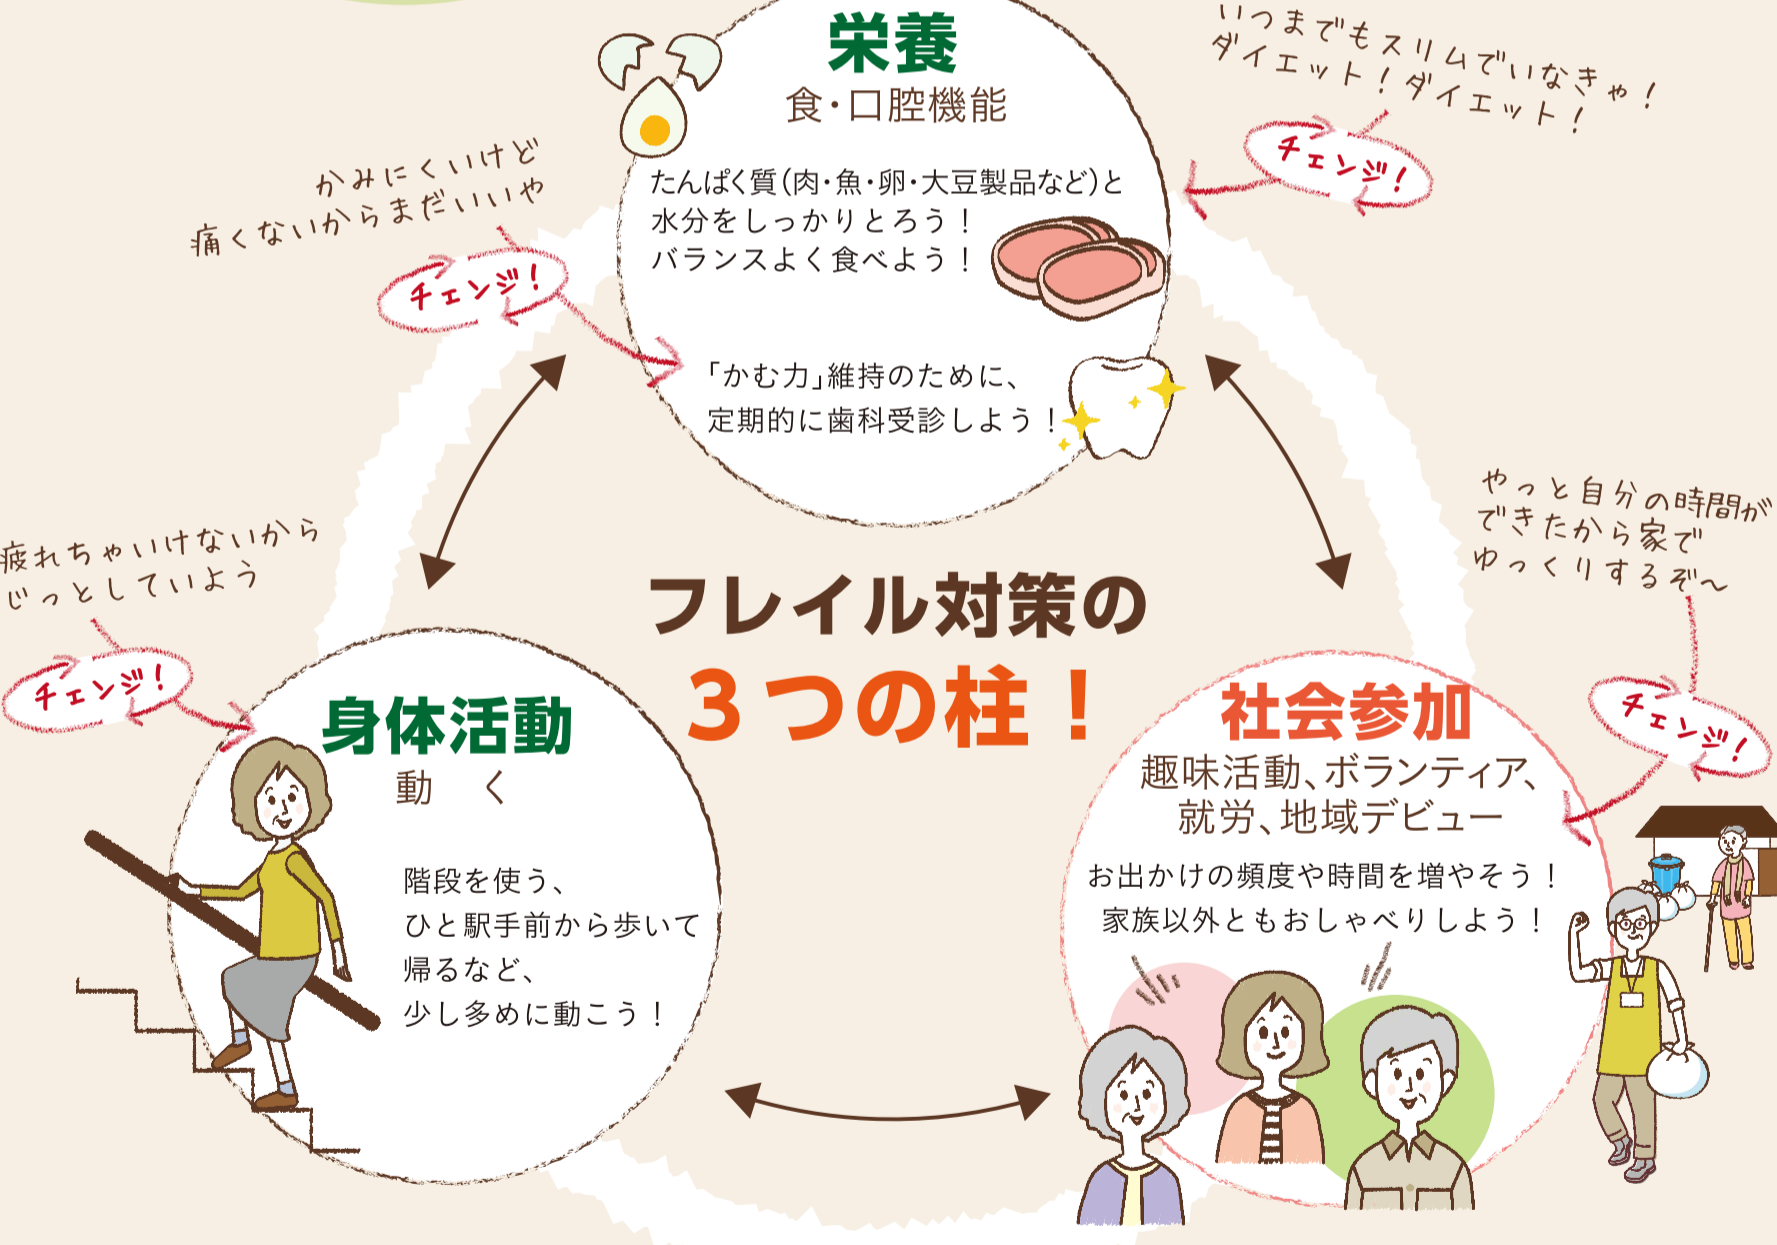 栄養
食・口腔機能
いつまでもスリムでいなきゃ！
ダイエット！ダイエット！
チェンジ！
かみにくいけど
痛くないからまだいいや
チェンジ！
たんぱく質（肉・魚・卵・大豆製品など）と
水分をしっかりとろう！
バランスよく食べよう！
「かむ力」維持のために、
定期的に歯科受診しよう！
フレイル対策の
３つの柱！
疲れちゃいけないから
じっとしていよう
チェンジ！
身体活動
動　く
階段を使う、
ひと駅手前から歩いて
帰るなど、
少し多めに動こう！
やっと自分の時間が
できたから家で
ゆっくりするぞ～
チェンジ！
社会参加
趣味活動、ボランティア、
就労、地域デビュー
お出かけの頻度や時間を増やそう！
家族以外ともおしゃべりしよう！